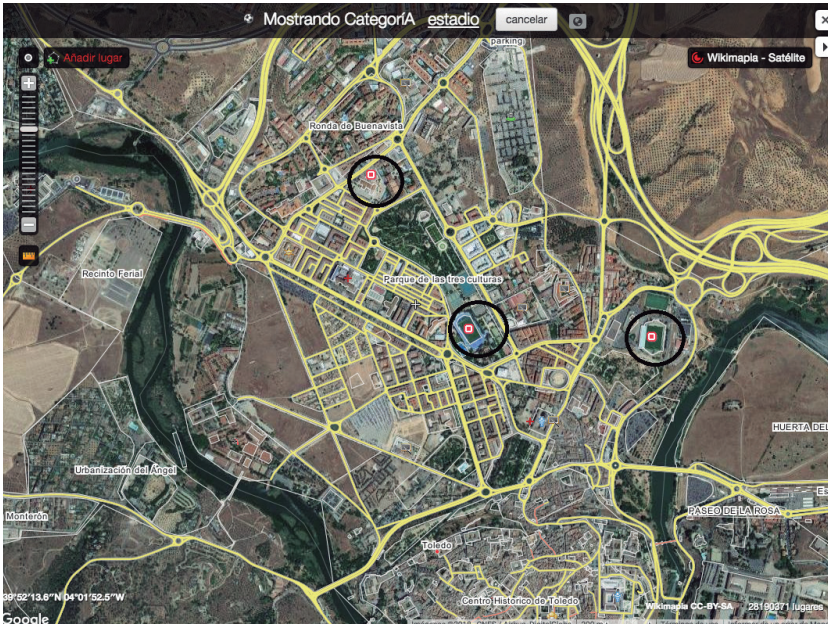 Mostrando CategoríA estadio cancelar
Añadir lugar
parking,
Wikimapia - Satélite
Ronda de Buenavista
Recinto Ferial
Parque de las tres culturas
HUERTA DEL
Urbanización del Ángel
ES
PASEO DE LA ROSA
Monterón
Toledo
39°52'13.6"N 04°01'52.5"W
Centro Historico de Toledo
Wikimapia CC-BY-SA
28190371 lugares
Google